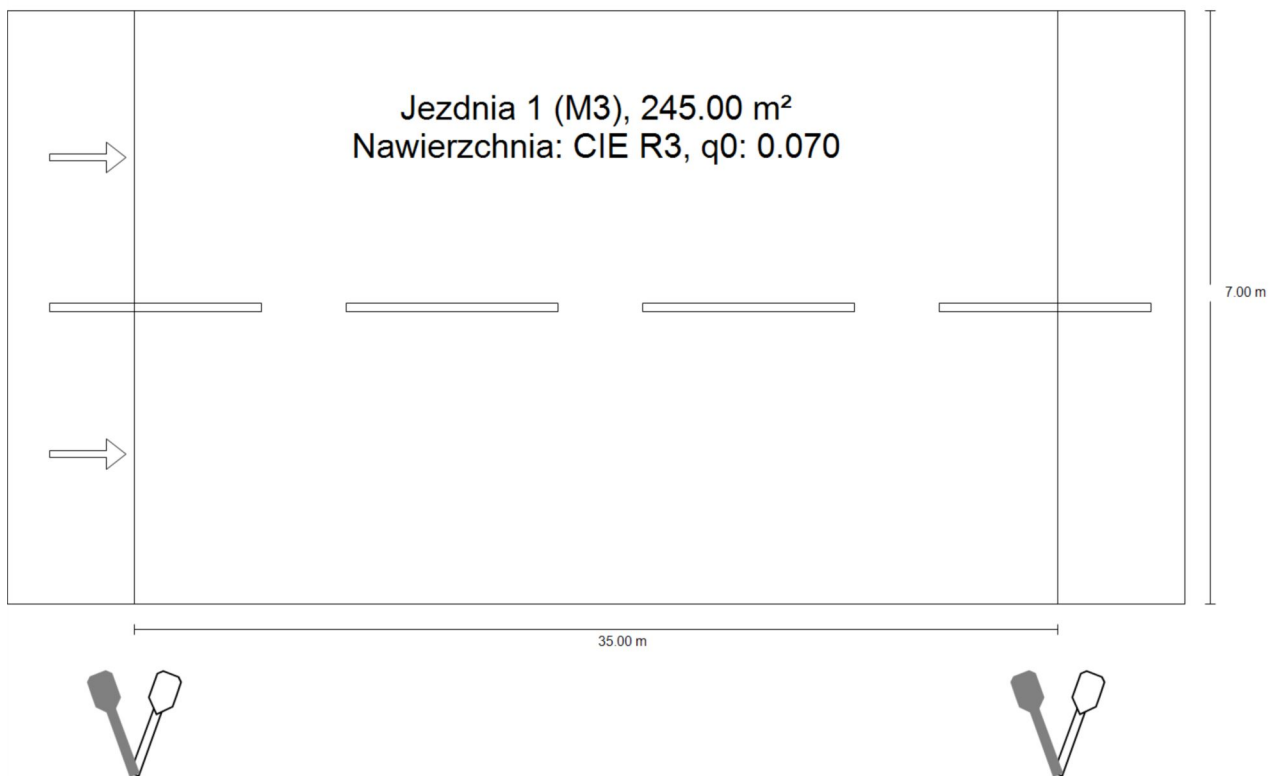 Jezdnia 1 (M3), 245.00 m²
Nawierzchnia: CIE R3, q0: 0.070
7.00 m
35.00 m